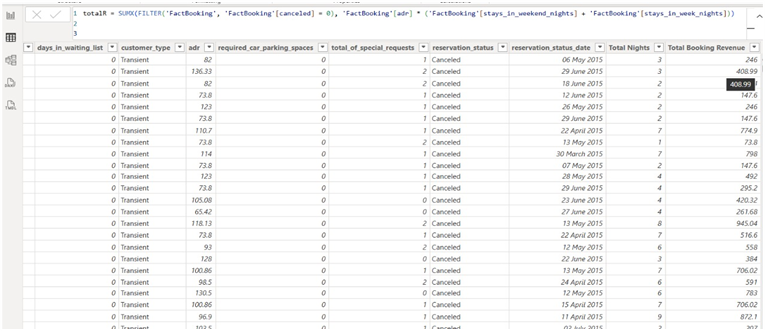 1 totalR = SUMX(FILTER('FactBooking', 'FactBooking'[canceled] = 0), 'FactBooking'[adr] * ('FactBooking'[stays_in_weekend_nights] + 'FactBooking'[stays_in_week_nights]))
2
3
days_in_waiting_list customer_type adr required_car_parking_spaces total_of_special_requests reservation_status reservation_status_date Total Nights Total Booking Revenue
0 Transient 82 0 1 Canceled 06 May 2015 3 246
0 Transient 136.33 0 2 Canceled 29 June 2015 3 408.99
0 Transient 82 0 2 Canceled 18 June 2015 2 408.99
0 Transient 73.8 0 1 Canceled 12 June 2015 2 147.6
0 Transient 123 0 1 Canceled 26 May 2015 2 246
0 Transient 73.8 0 1 Canceled 29 June 2015 2 147.6
0 Transient 110.7 0 1 Canceled 22 April 2015 7 774.9
0 Transient 73.8 0 2 Canceled 13 May 2015 1 73.8
0 Transient 114 0 1 Canceled 30 March 2015 7 798
0 Transient 73.8 0 1 Canceled 07 May 2015 2 147.6
0 Transient 123 0 1 Canceled 28 May 2015 4 492
0 Transient 73.8 0 1 Canceled 29 June 2015 4 295.2
0 Transient 105.08 0 0 Canceled 23 June 2015 4 420.32
0 Transient 65.42 0 0 Canceled 27 June 2015 4 261.68
0 Transient 118.13 0 2 Canceled 13 May 2015 8 945.04
0 Transient 73.8 0 1 Canceled 22 April 2015 7 516.6
0 Transient 93 0 2 Canceled 12 May 2015 6 558
0 Transient 128 0 0 Canceled 22 June 2015 3 384
0 Transient 100.86 0 1 Canceled 13 May 2015 7 706.02
0 Transient 98.5 0 2 Canceled 24 April 2015 6 591
0 Transient 130.5 0 0 Canceled 12 May 2015 6 783
0 Transient 100.86 0 1 Canceled 15 April 2015 7 706.02
0 Transient 96.9 0 1 Canceled 11 April 2015 9 872.1